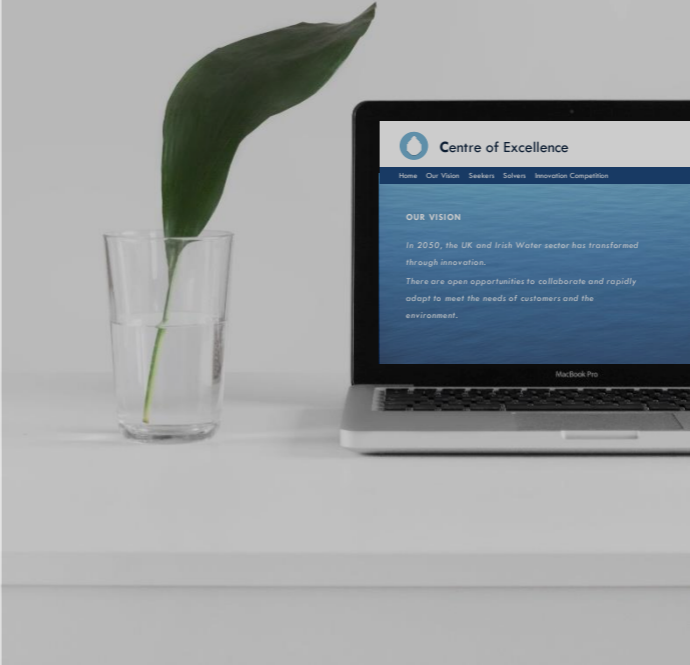 Centre of Excellence
Home Our Vision Seekers Solvers Innovation Competition
OUR VISION
In 2050, the UK and Irish Water sector has transformed
through innovation.
There are open opportunities to collaborate and rapidly
adapt to meet the needs of customers and the
environment.
MacBook Pro